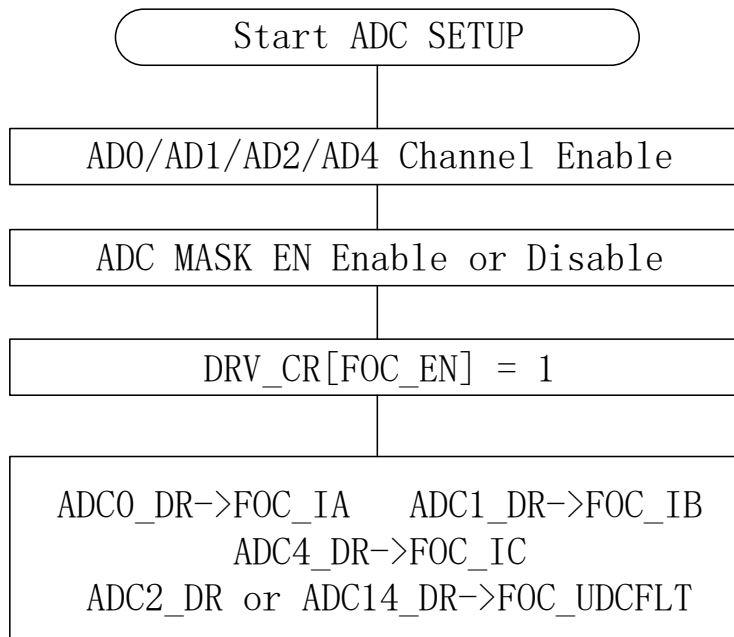 Start ADC SETUP
AD0/AD1/AD2/AD4 Channel Enable
ADC MASK EN Enable or Disable
DRV_CR[FOC_EN] = 1
ADC0_DR->FOC_IA ADC1_DR->FOC_IB
ADC4_DR->FOC_IC
ADC2_DR or ADC14_DR->FOC_UDCFLT